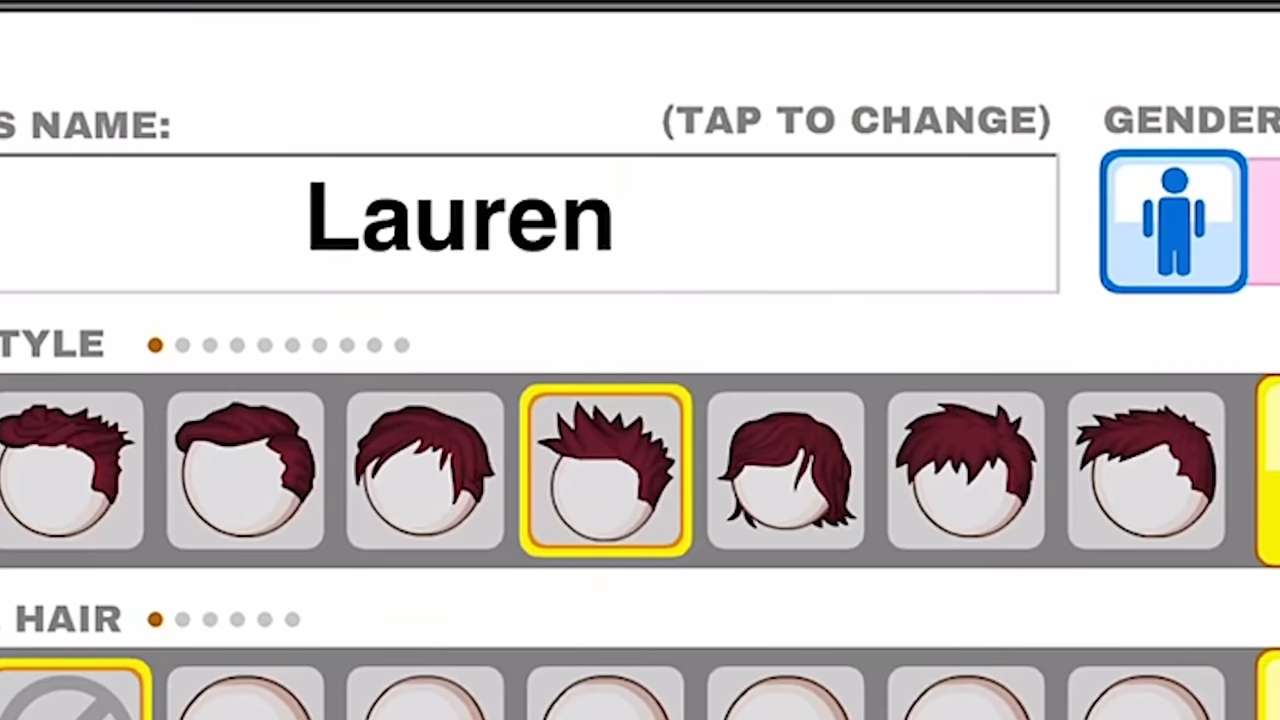 S NAME:
(TAP TO CHANGE)
GENDER
Lauren
TYLE
HAIR